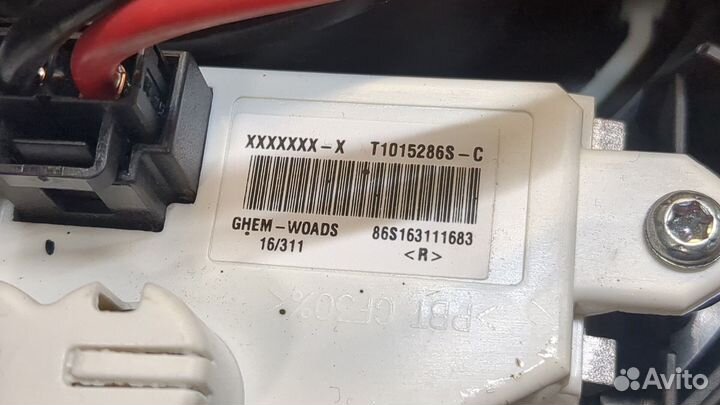 XXXXXXX-X T1015286S-C
GHEM-WOADS 86S163111683
16/311 <R>
>PBT GF30%<
Avito